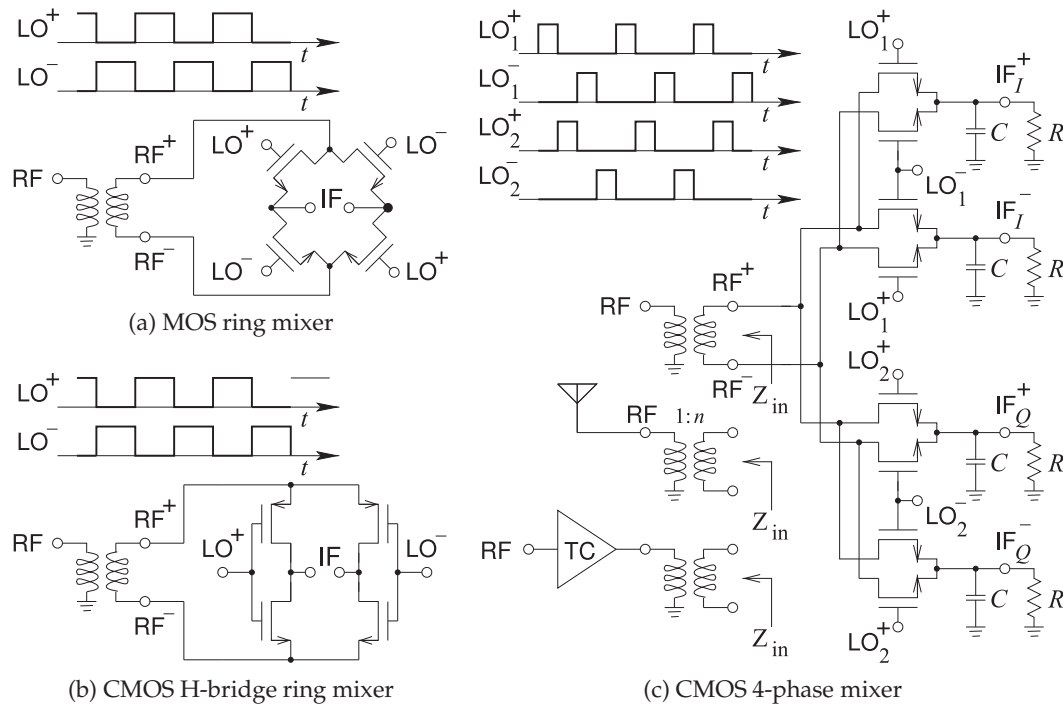 LO+
t
LO−
t
RF
RF+
RF−
LO+
LO−
IF
LO−
LO+
(a) MOS ring mixer
LO+
LO−
t
RF
RF+
RF−
LO+
IF
LO−
(b) CMOS H-bridge ring mixer
LO1+
t
LO1−
t
LO2+
t
LO2−
t
LO1+
IFI+
C
R
LO1−
IFI−
C
R
LO1+
RF
RF+
RF−
Zin
LO2+
IFQ+
C
R
RF
1:n
Zin
LO2−
IFQ−
C
R
RF
TC
Zin
LO2+
(c) CMOS 4-phase mixer